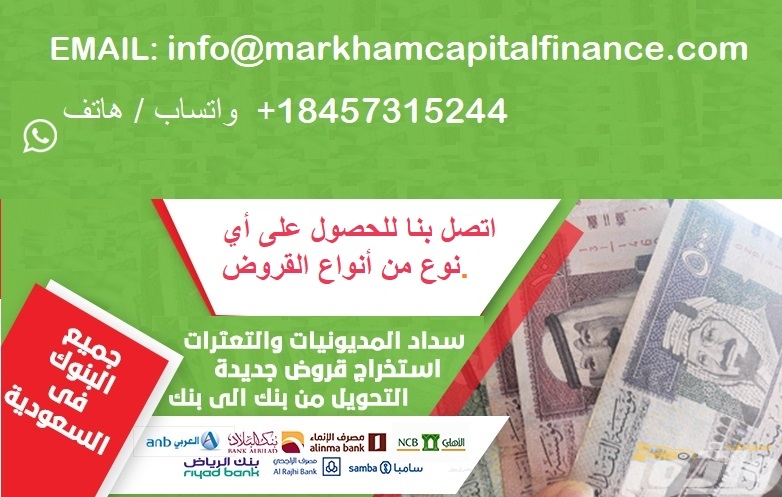 EMAIL: info@markhamcapitalfinance.com
واتساب / هاتف +18457315244
اتصل بنا للحصول على أي
نوع من أنواع القروض.
سداد المديونيات والتعثرات
استخراج قروض جديدة
التحويل من بنك الى بنك
جميع
البنوك
فى
السعودية
anb العربي
بنك البلاد
BANK ALBILAD
مصرف الإنماء
alinma bank
NCB الأهلي
بنك الرياض
riyad bank
مصرف الراجحي
Al Rajhi Bank
samba سامبا